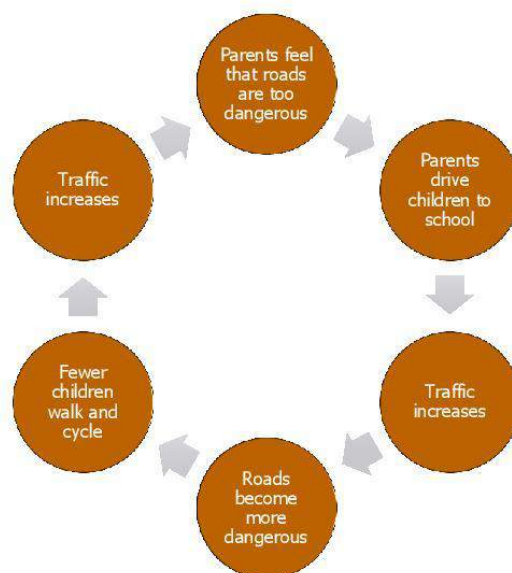 Parents feel
that roads
are too
dangerous
Parents
drive
children to
school
Traffic
increases
Roads
become
more
dangerous
Fewer
children
walk and
cycle
Traffic
increases